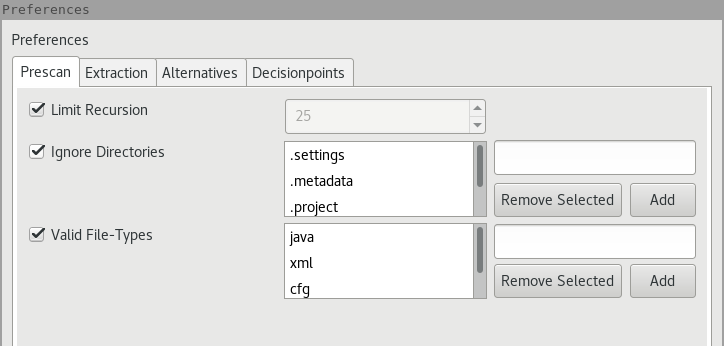 Preferences
Preferences
Prescan Extraction Alternatives Decisionpoints
Limit Recursion 25
Ignore Directories .settings
.metadata
.project
Remove Selected Add
Valid File-Types java
xml
cfg
Remove Selected Add